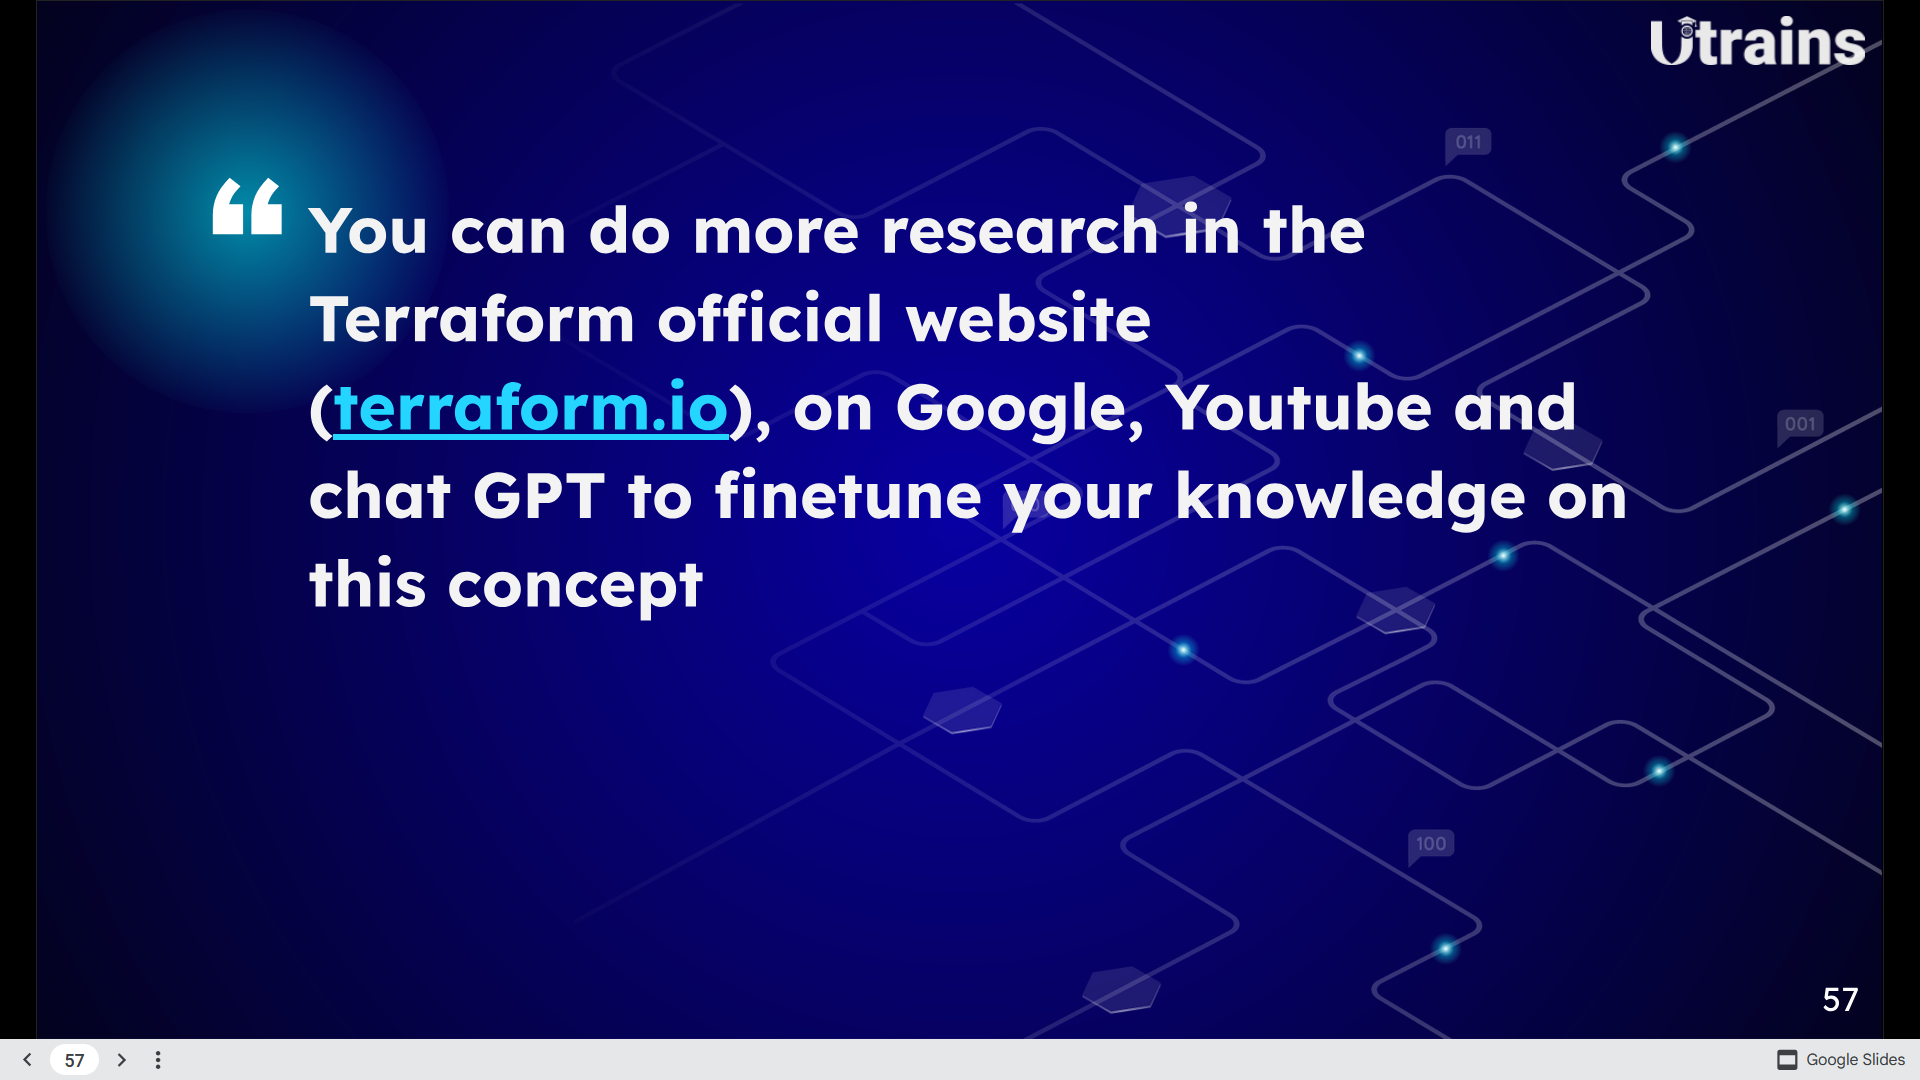 Utrains
011
“ You can do more research in the
Terraform official website
(terraform.io), on Google, Youtube and
001
chat GPT to finetune your knowledge on
this concept
100
57
57
Google Slides